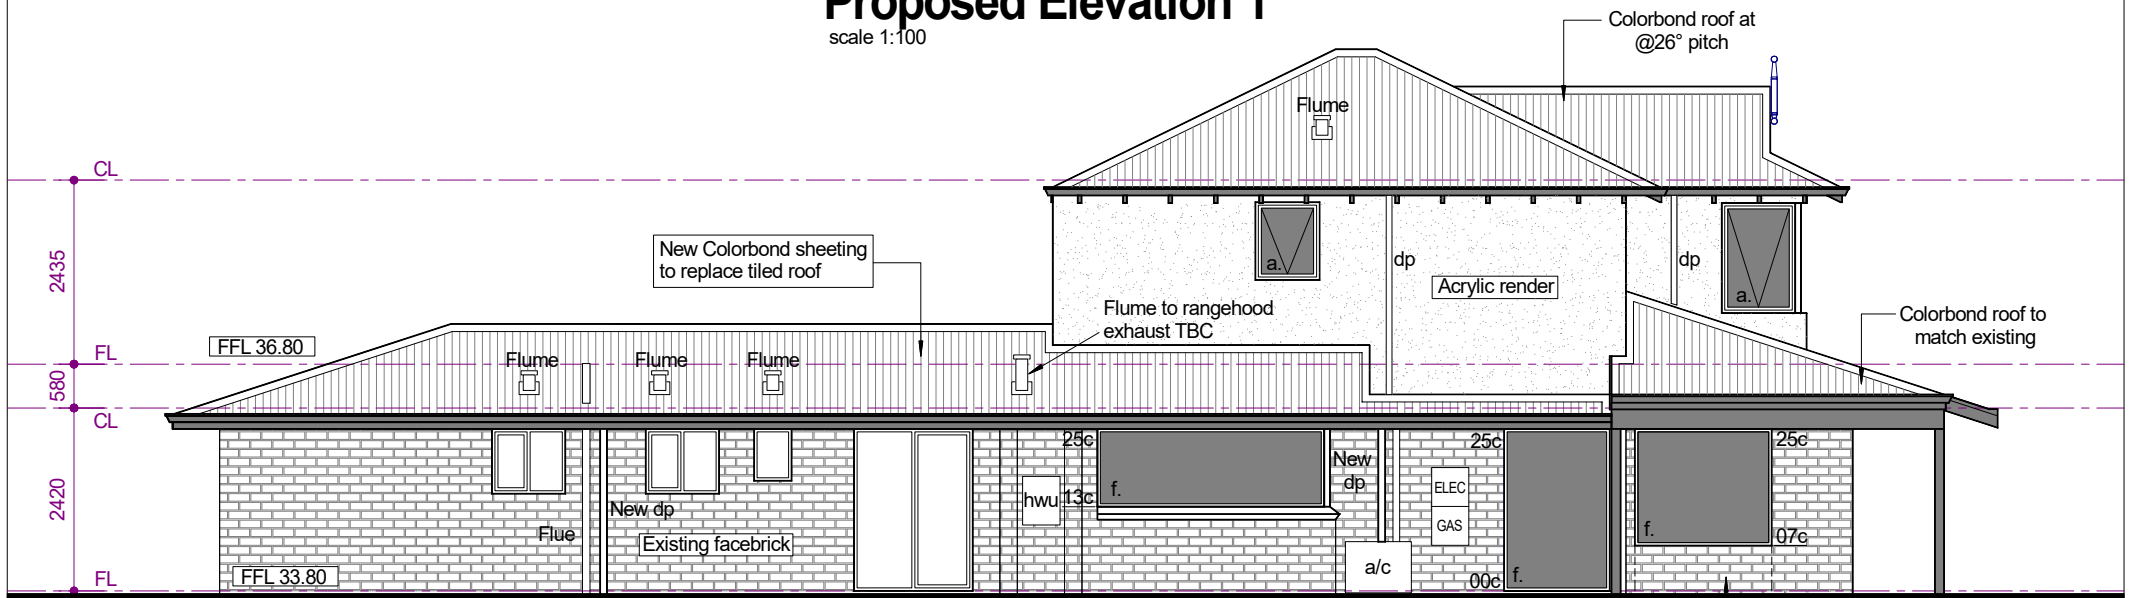 Proposed Elevation 1
scale 1:100
Colorbond roof at
@26° pitch
Flume
CL
2435
New Colorbond sheeting
to replace tiled roof
a.
dp
Acrylic render
dp
a.
Flume to rangehood
exhaust TBC
Colorbond roof to
match existing
FFL 36.80
FL
580
Flume
Flume
Flume
CL
2420
25c
25c
25c
New
dp
hwu
13c
f.
ELEC
GAS
New dp
Flue
Existing facebrick
f.
07c
a/c
00c
f.
FFL 33.80
FL